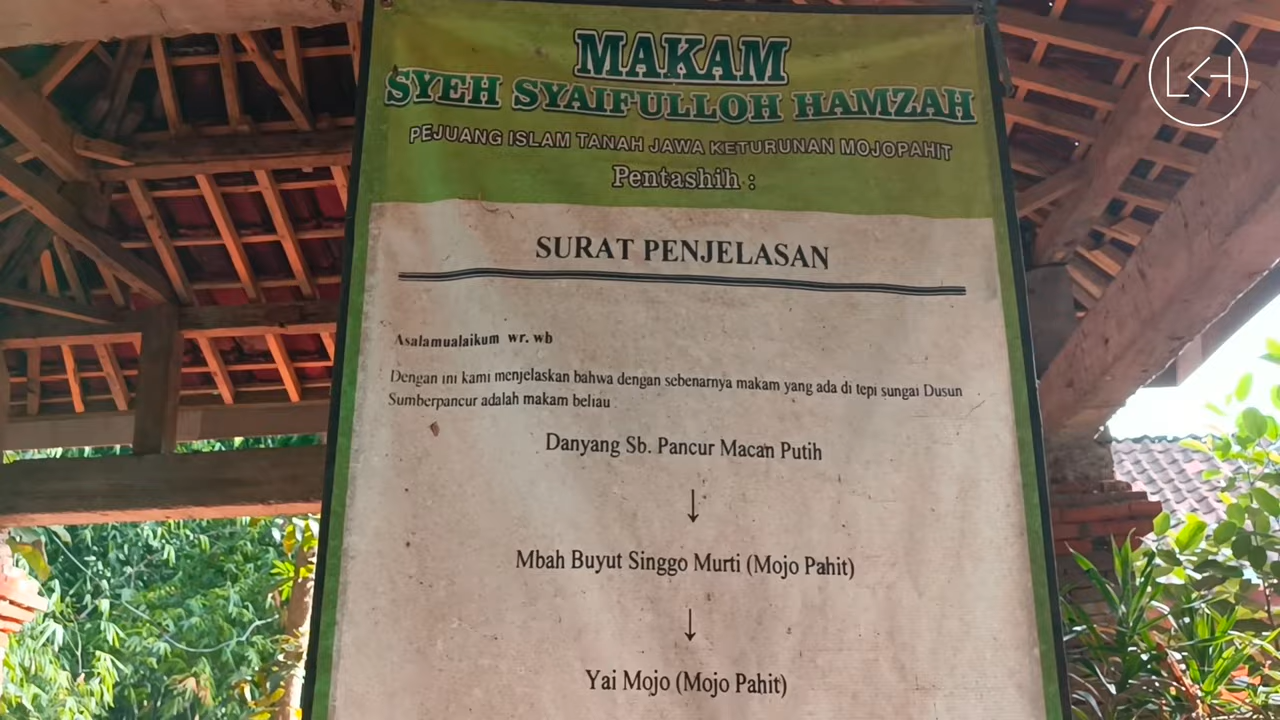 MAKAM
SYEH SYAIFULLOH HAMZAH
PEJUANG ISLAM TANAH JAWA KETURUNAN MOJOPAHIT
Pentashih :
SURAT PENJELASAN
Asalamualaikum wr. wb
Dengan ini kami menjelaskan bahwa dengan sebenarnya makam yang ada di tepi sungai Dusun
Sumberpancur adalah makam beliau
Danyang Sb. Pancur Macan Putih
↓
Mbah Buyut Singgo Murti (Mojo Pahit)
↓
Yai Mojo (Mojo Pahit)
LKH